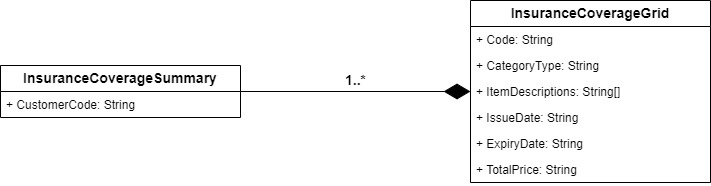 InsuranceCoverageGrid
+ Code: String
+ CategoryType: String
+ ItemDescriptions: String[]
+ IssueDate: String
+ ExpiryDate: String
+ TotalPrice: String
InsuranceCoverageSummary
+ CustomerCode: String
1..*